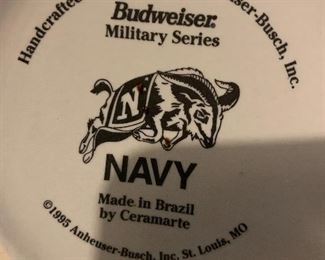 Handcrafted
user-Busch, Inc.
Budweiser.
Military Series
N
NAVY
Made in Brazil
by Ceramarte
©1995 Anheuser-Busch, Inc. St. Louis, MO